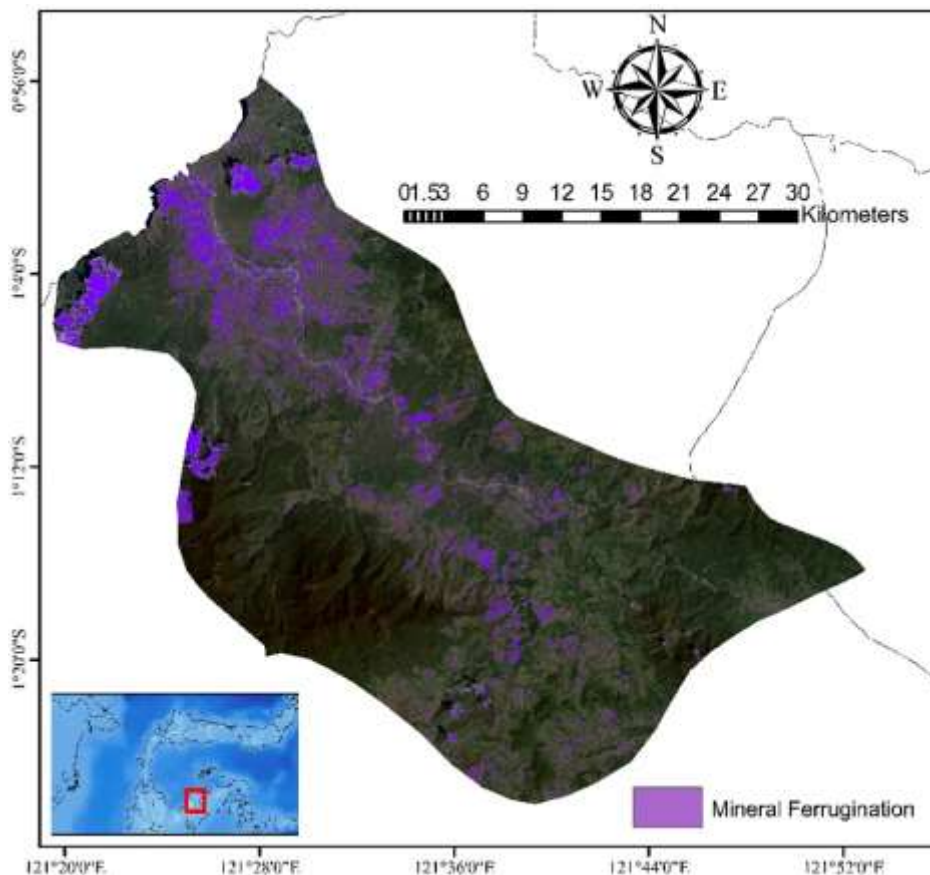 N
W E
S
01.53 6 9 12 15 18 21 24 27 30
Kilometers
0°56'0"S
1°4'0"S
1°12'0"S
1°20'0"S
Mineral Ferrugination
121°20'0"E 121°28'0"E 121°36'0"E 121°44'0"E 121°52'0"E